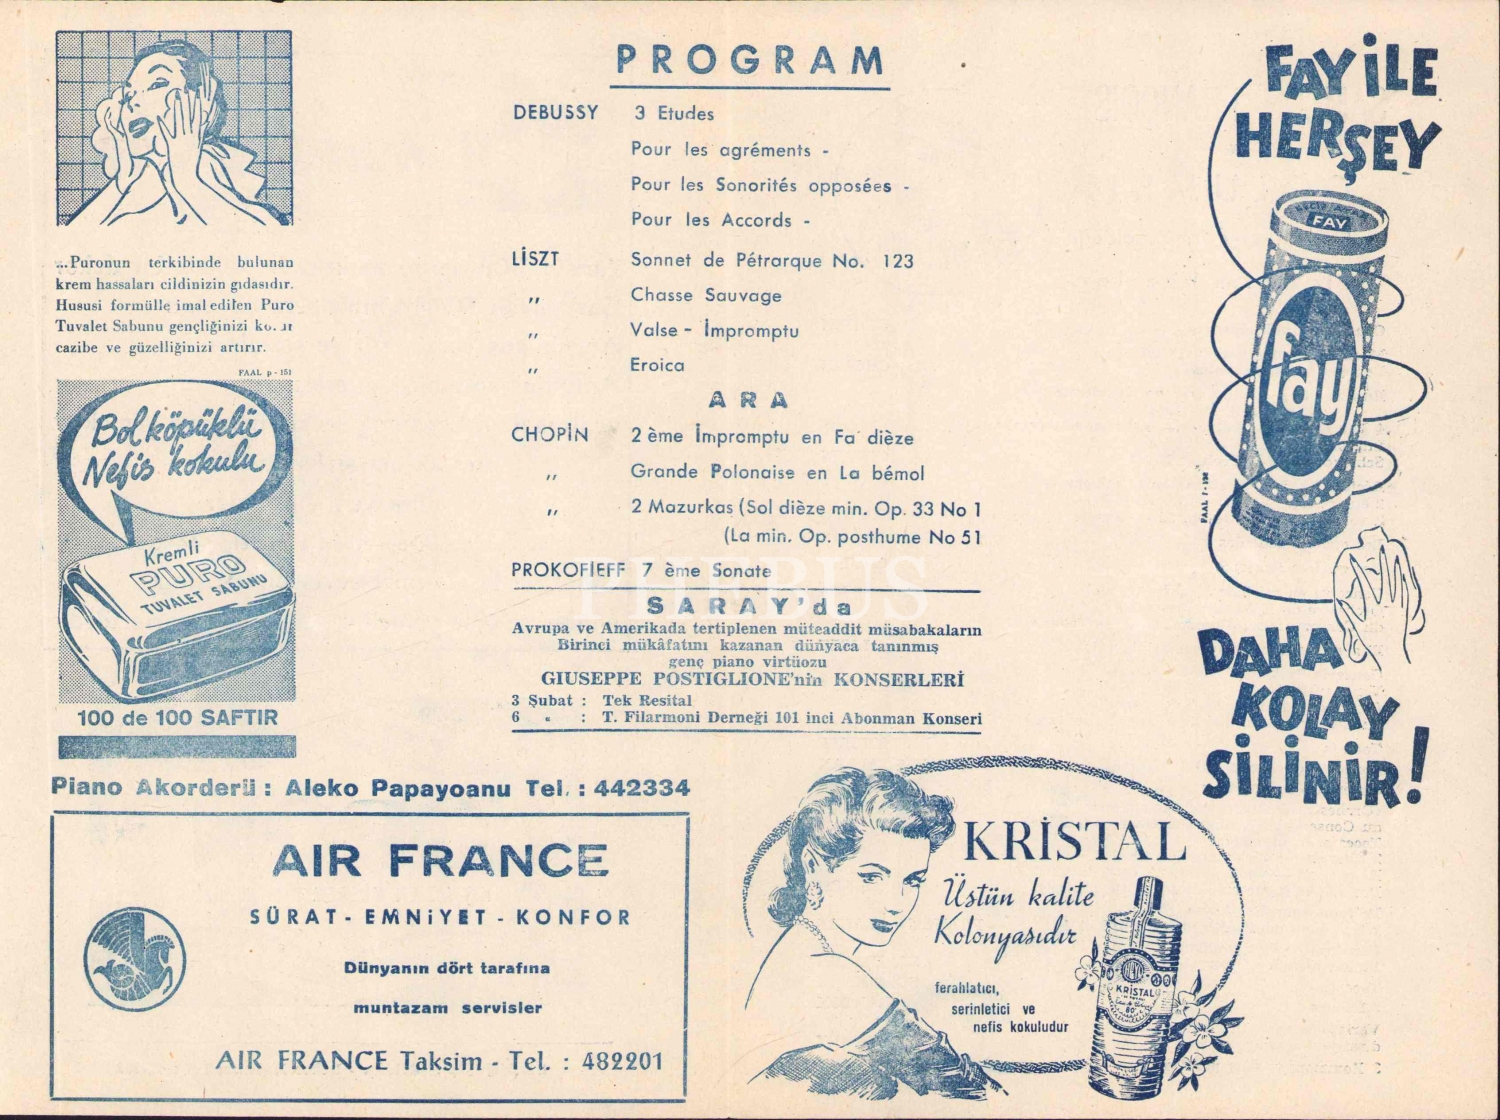 ...Puronun terkibinde bulunan
krem hassaları cildinizin gıdasıdır.
Hususi formülle imal edilen Puro
Tuvalet Sabunu gençliğinizi
cazibe ve güzelliğinizi artırır.
FAAL p - 151
Bol köpüklü
Nefis kokulu
Kremli
PURO
TUVALET SABUNU
100 de 100 SAFTIR
PROGRAM
DEBUSSY 3 Etudes
Pour les agréments -
Pour les Sonorités opposées -
Pour les Accords -
LİSZT Sonnet de Pétrarque No. 123
,, Chasse Sauvage
,, Valse - İmpromptu
,, Eroica
ARA
CHOPİN 2 ème İmpromptu en Fa dièze
,, Grande Polonaise en La bémol
,, 2 Mazurkas (Sol dièze min. Op. 33 No 1
(La min. Op. posthume No 51
PROKOFİEFF 7 ème Sonate
PHEBUS
SARAY'da
Avrupa ve Amerikada tertiplenen müteaddit müsabakaların
Birinci mükâfatını kazanan dünyaca tanınmış
genç piano virtüozu
GIUSEPPE POSTIGLIONE'nin KONSERLERİ
3 Şubat : Tek Resital
6 « : T. Filarmoni Derneği 101 inci Abonman Konseri
FAY İLE
HERŞEY
FAY
fay
DAHA
KOLAY
SİLİNİR!
Piano Akorderü : Aleko Papayoanu Tel. : 442334
AIR FRANCE
SÜRAT - EMNİYET - KONFOR
Dünyanın dört tarafına
muntazam servisler
AIR FRANCE Taksim - Tel. : 482201
KRİSTAL
Üstün kalite
Kolonyasıdır
ferahlatıcı,
serinletici ve
nefis kokuludur
KRİSTAL